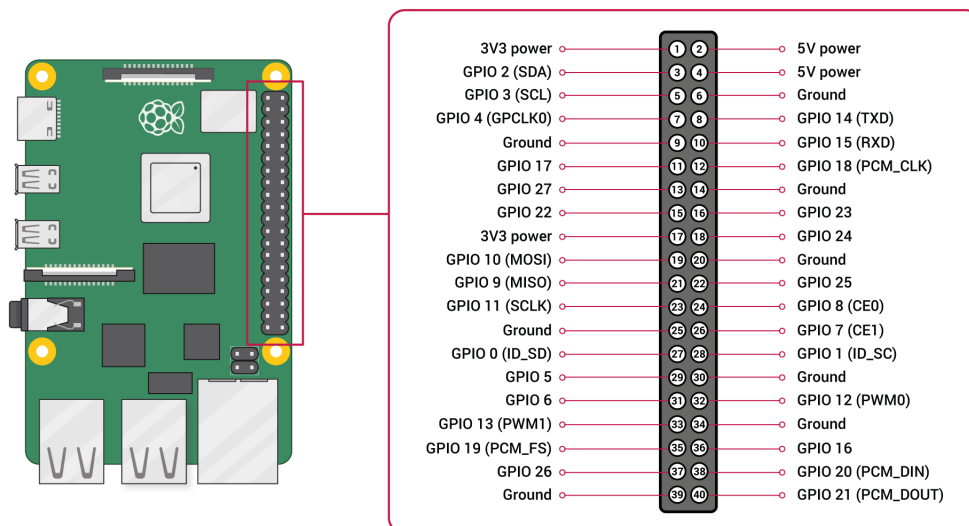 3V3 power 1 2 5V power
GPIO 2 (SDA) 3 4 5V power
GPIO 3 (SCL) 5 6 Ground
GPIO 4 (GPCLK0) 7 8 GPIO 14 (TXD)
Ground 9 10 GPIO 15 (RXD)
GPIO 17 11 12 GPIO 18 (PCM_CLK)
GPIO 27 13 14 Ground
GPIO 22 15 16 GPIO 23
3V3 power 17 18 GPIO 24
GPIO 10 (MOSI) 19 20 Ground
GPIO 9 (MISO) 21 22 GPIO 25
GPIO 11 (SCLK) 23 24 GPIO 8 (CE0)
Ground 25 26 GPIO 7 (CE1)
GPIO 0 (ID_SD) 27 28 GPIO 1 (ID_SC)
GPIO 5 29 30 Ground
GPIO 6 31 32 GPIO 12 (PWM0)
GPIO 13 (PWM1) 33 34 Ground
GPIO 19 (PCM_FS) 35 36 GPIO 16
GPIO 26 37 38 GPIO 20 (PCM_DIN)
Ground 39 40 GPIO 21 (PCM_DOUT)